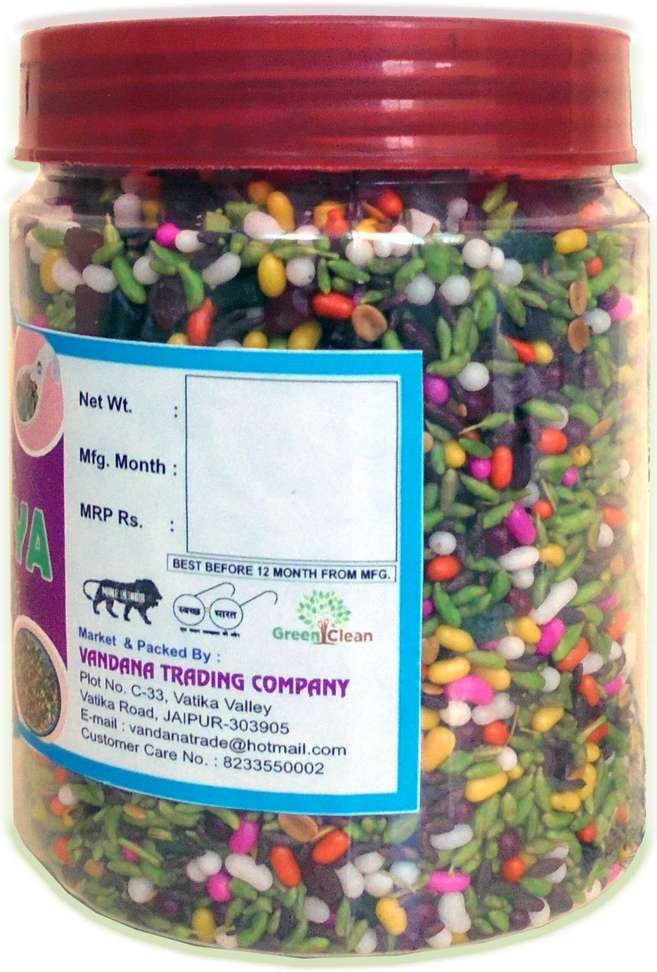 YA
Net Wt. :
Mfg. Month :
MRP Rs. :
BEST BEFORE 12 MONTH FROM MFG.
स्वच्छ भारत
Green Clean
Market & Packed By :
VANDANA TRADING COMPANY
Plot No. C-33, Vatika Valley
Vatika Road, JAIPUR-303905
E-mail : vandanatrade@hotmail.com
Customer Care No. : 8233550002